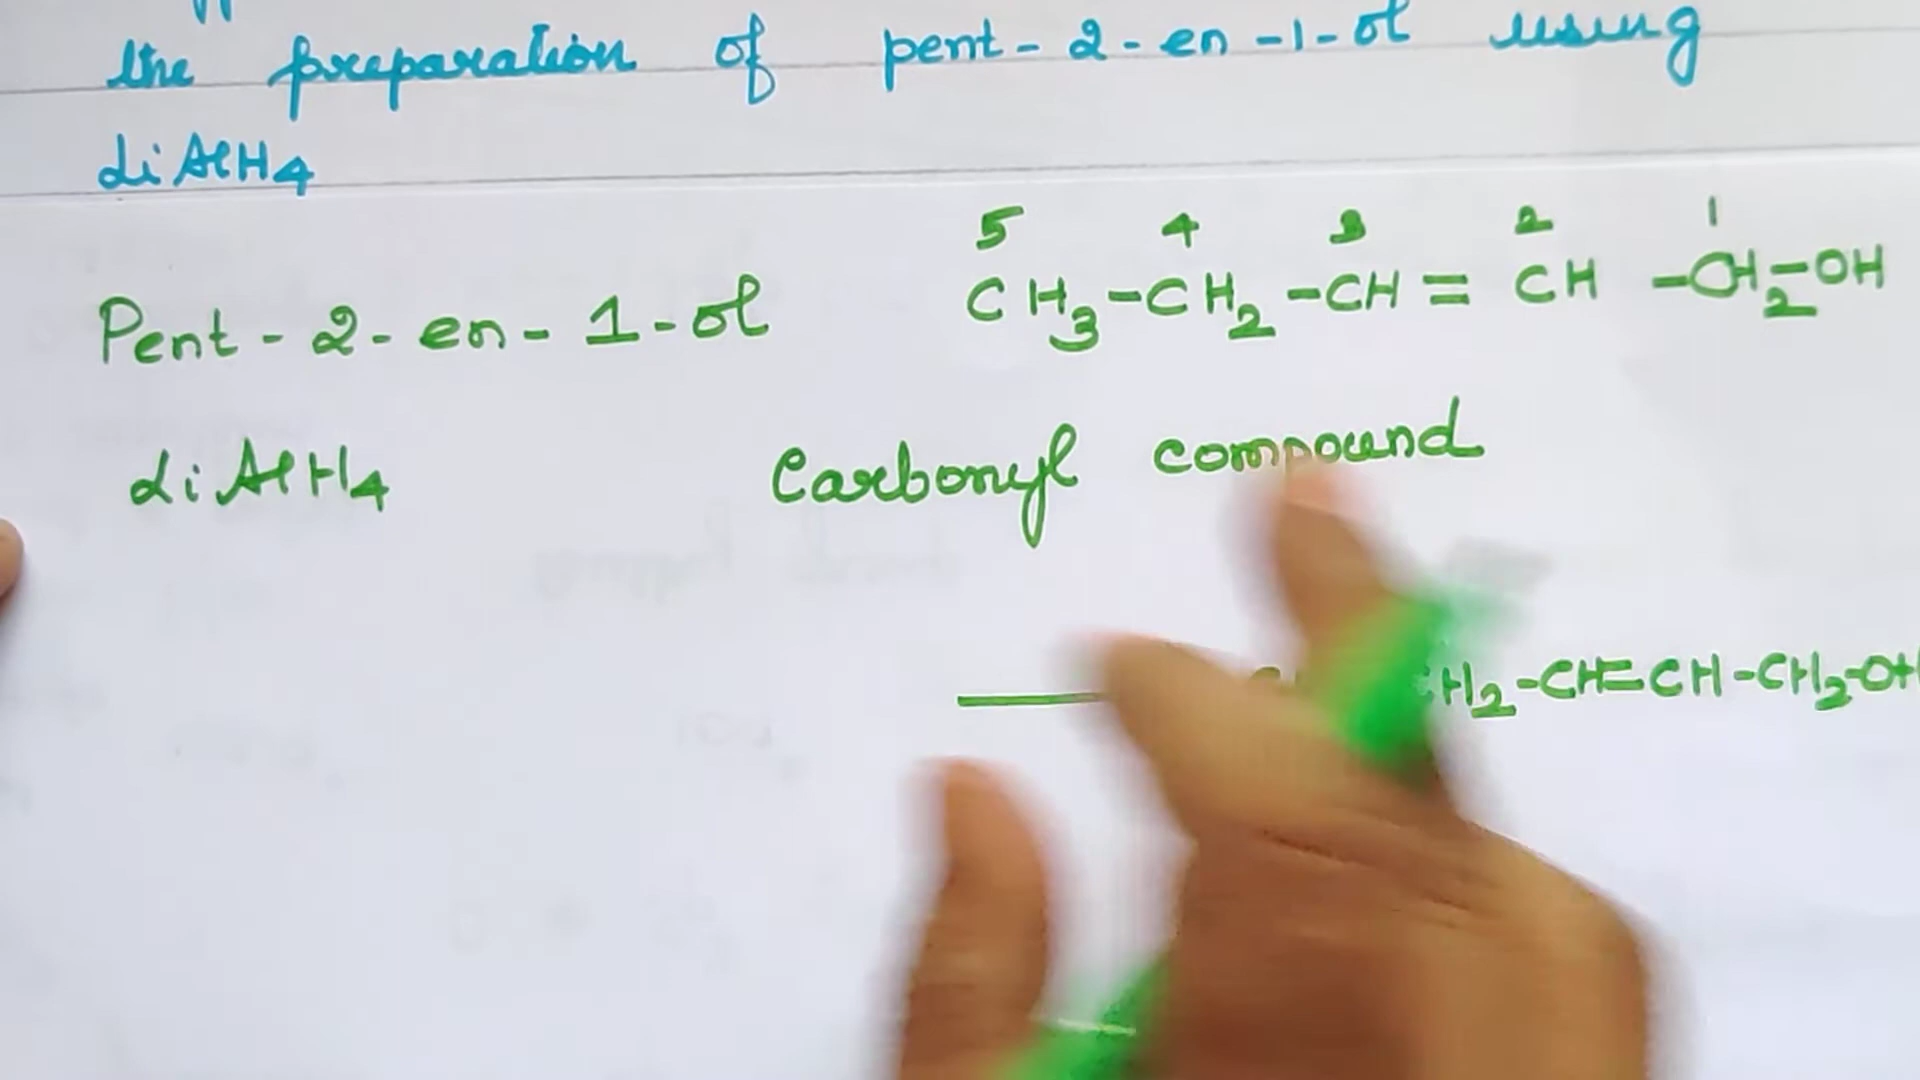 the preparation of pent-2-en-1-ol using
LiAlH4
5 4 3 2 1
Pent-2-en-1-ol CH3-CH2-CH=CH-CH2-OH
LiAlH4 Carbonyl compound
H2-CH=CH-CH2-OH